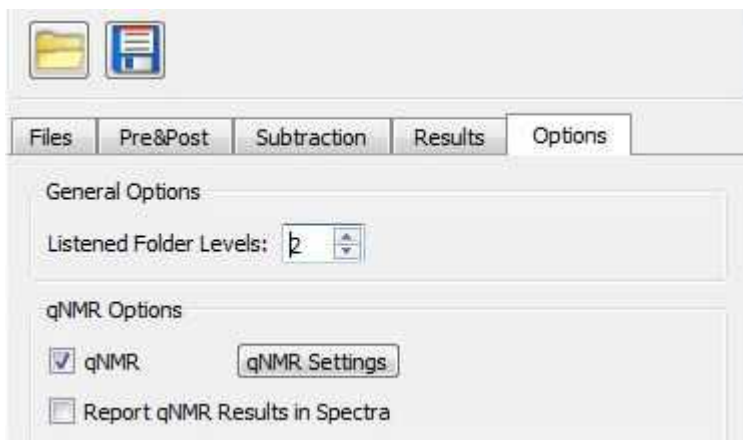 Files Pre&Post Subtraction Results Options
General Options
Listened Folder Levels: 2
qNMR Options
qNMR qNMR Settings
Report qNMR Results in Spectra